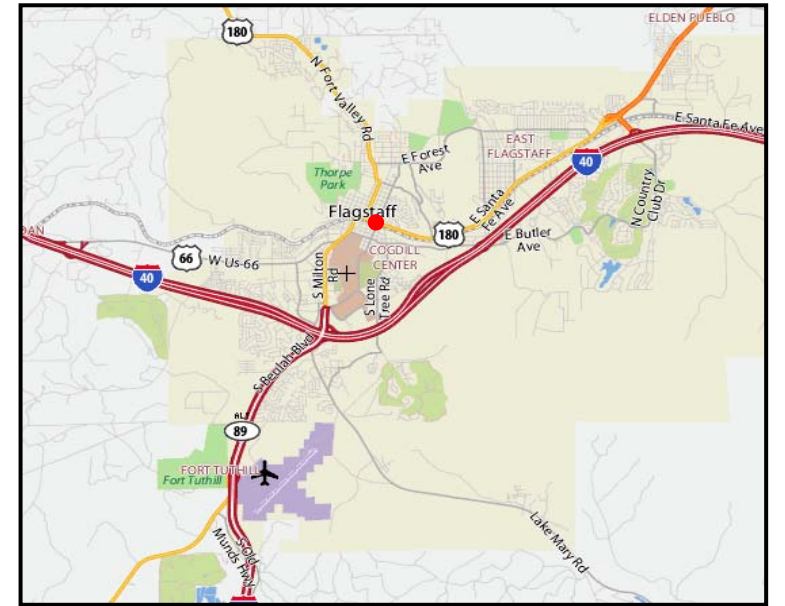 ELDEN PUEBLO
180
N Fort Valley Rd
E Santa Fe Ave
EAST
FLAGSTAFF
E Forest
Ave
40
Thorpe
Park
N Country
Club Dr
Flagstaff
E Santa
Fe Ave
180
E Butler
Ave
DAN
66
W Us-66
COGDILL
CENTER
40
S Milton
Rd
S Lone
Tree Rd
S Beulah Blvd
ALT
89
FORT TUTHILL
Fort Tuthill
Lake Mary Rd
S Old
Munds Hwy